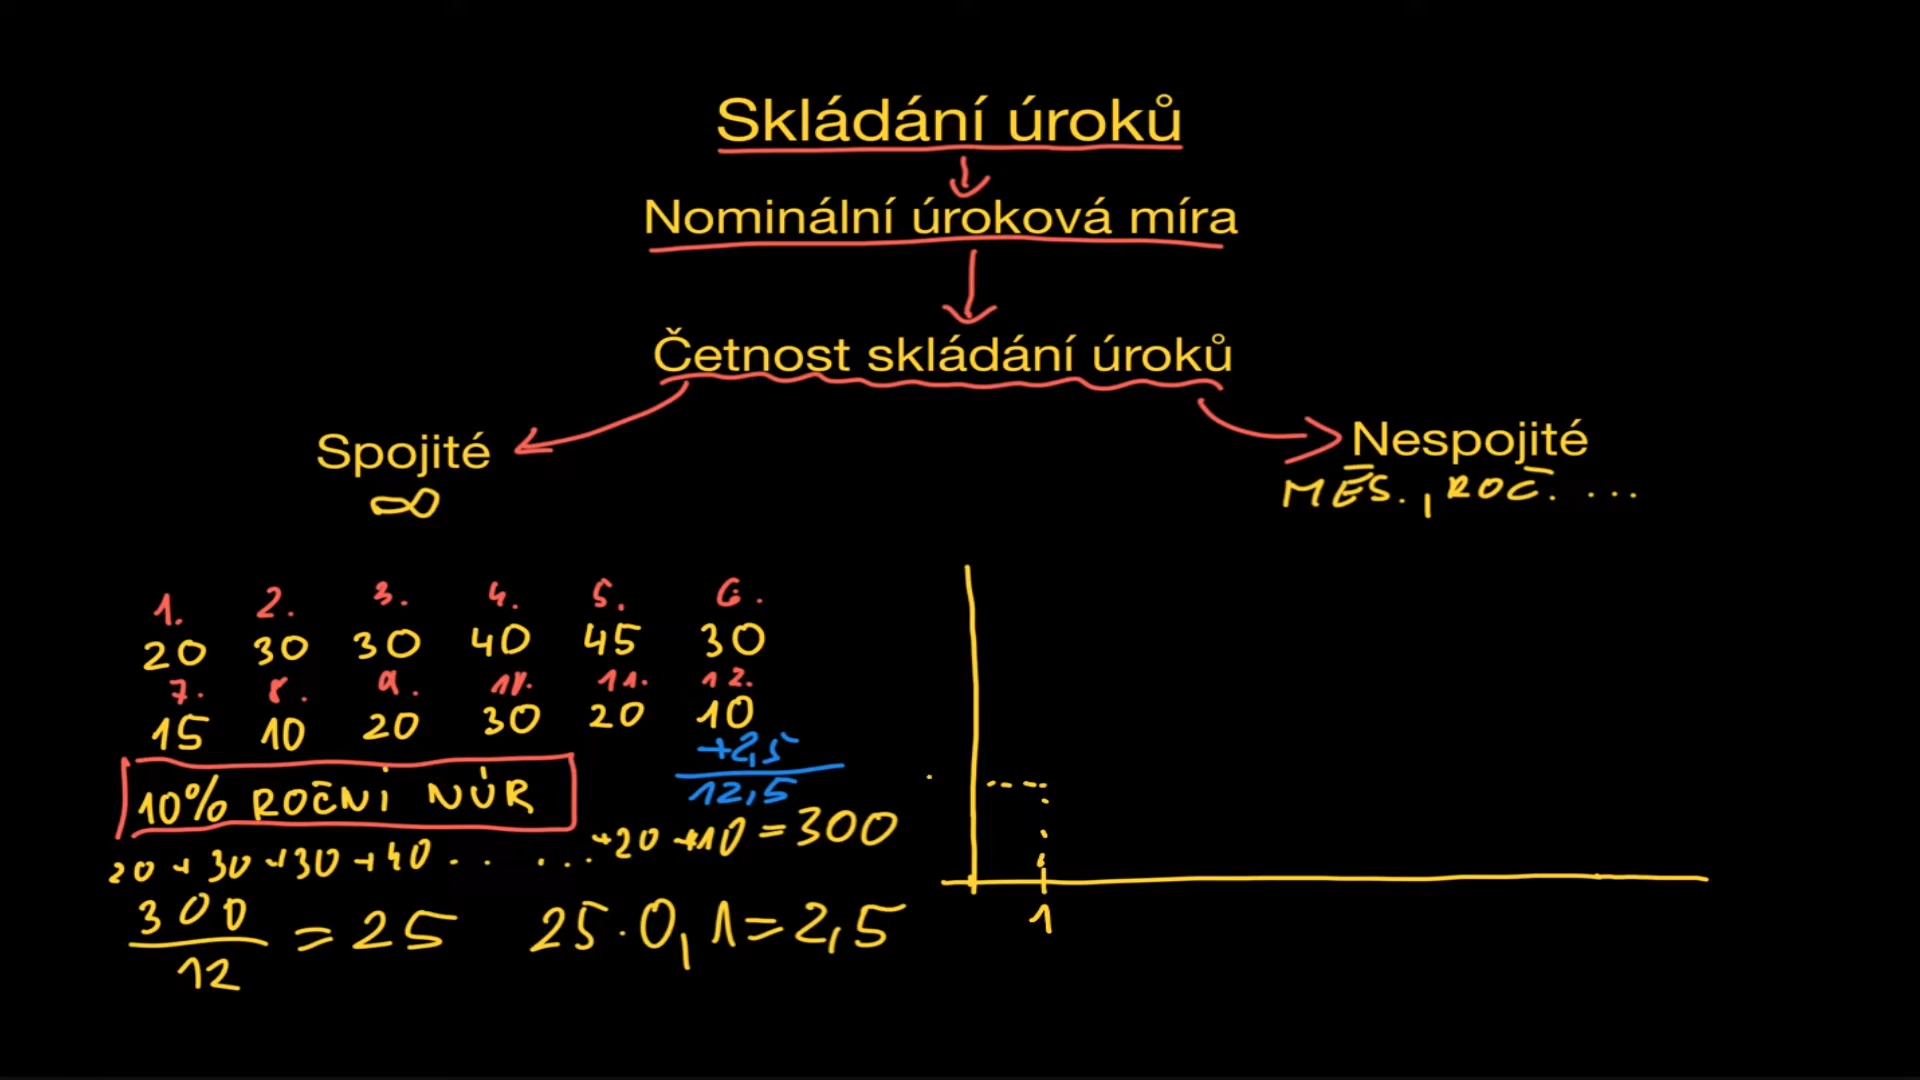 Skládání úroků
Nominální úroková míra
Četnost skládání úroků
Spojité
∞
Nespojité
MĚS., ROČ. ...
1. 2. 3. 4. 5. 6.
20 30 30 40 45 30
7. 8. 9. 10. 11. 12.
15 10 20 30 20 10
+2,5
12,5
10% ROČNÍ NÚR
20 + 30 + 30 + 40 . . ... +20 +10 = 300
300/12 = 25 25 · 0,1 = 2,5
1